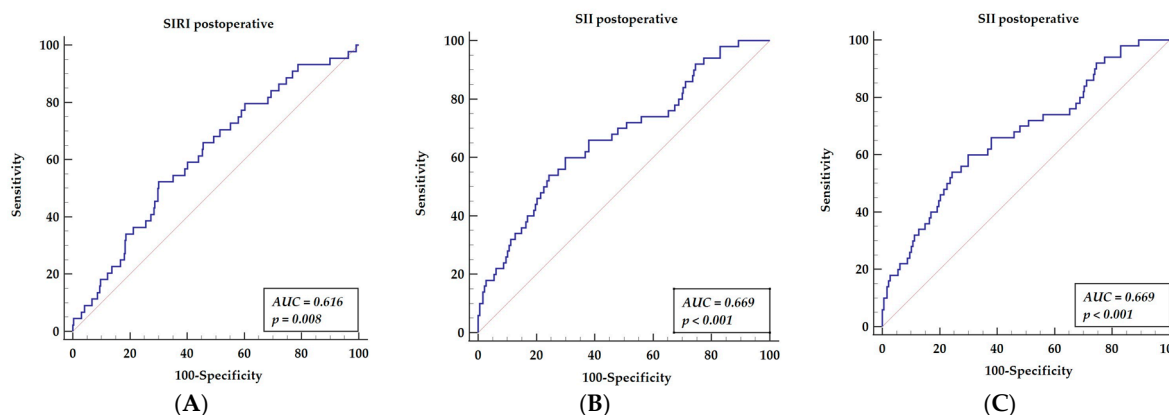 SIRI postoperative
100
80
60
40
20
0
Sensitivity
0 20 40 60 80 100
100-Specificity
AUC = 0.616
p = 0.008
(A)
SII postoperative
100
80
60
40
20
0
Sensitivity
0 20 40 60 80 100
100-Specificity
AUC = 0.669
p < 0.001
(B)
SII postoperative
100
80
60
40
20
0
Sensitivity
0 20 40 60 80 100
100-Specificity
AUC = 0.669
p < 0.001
(C)